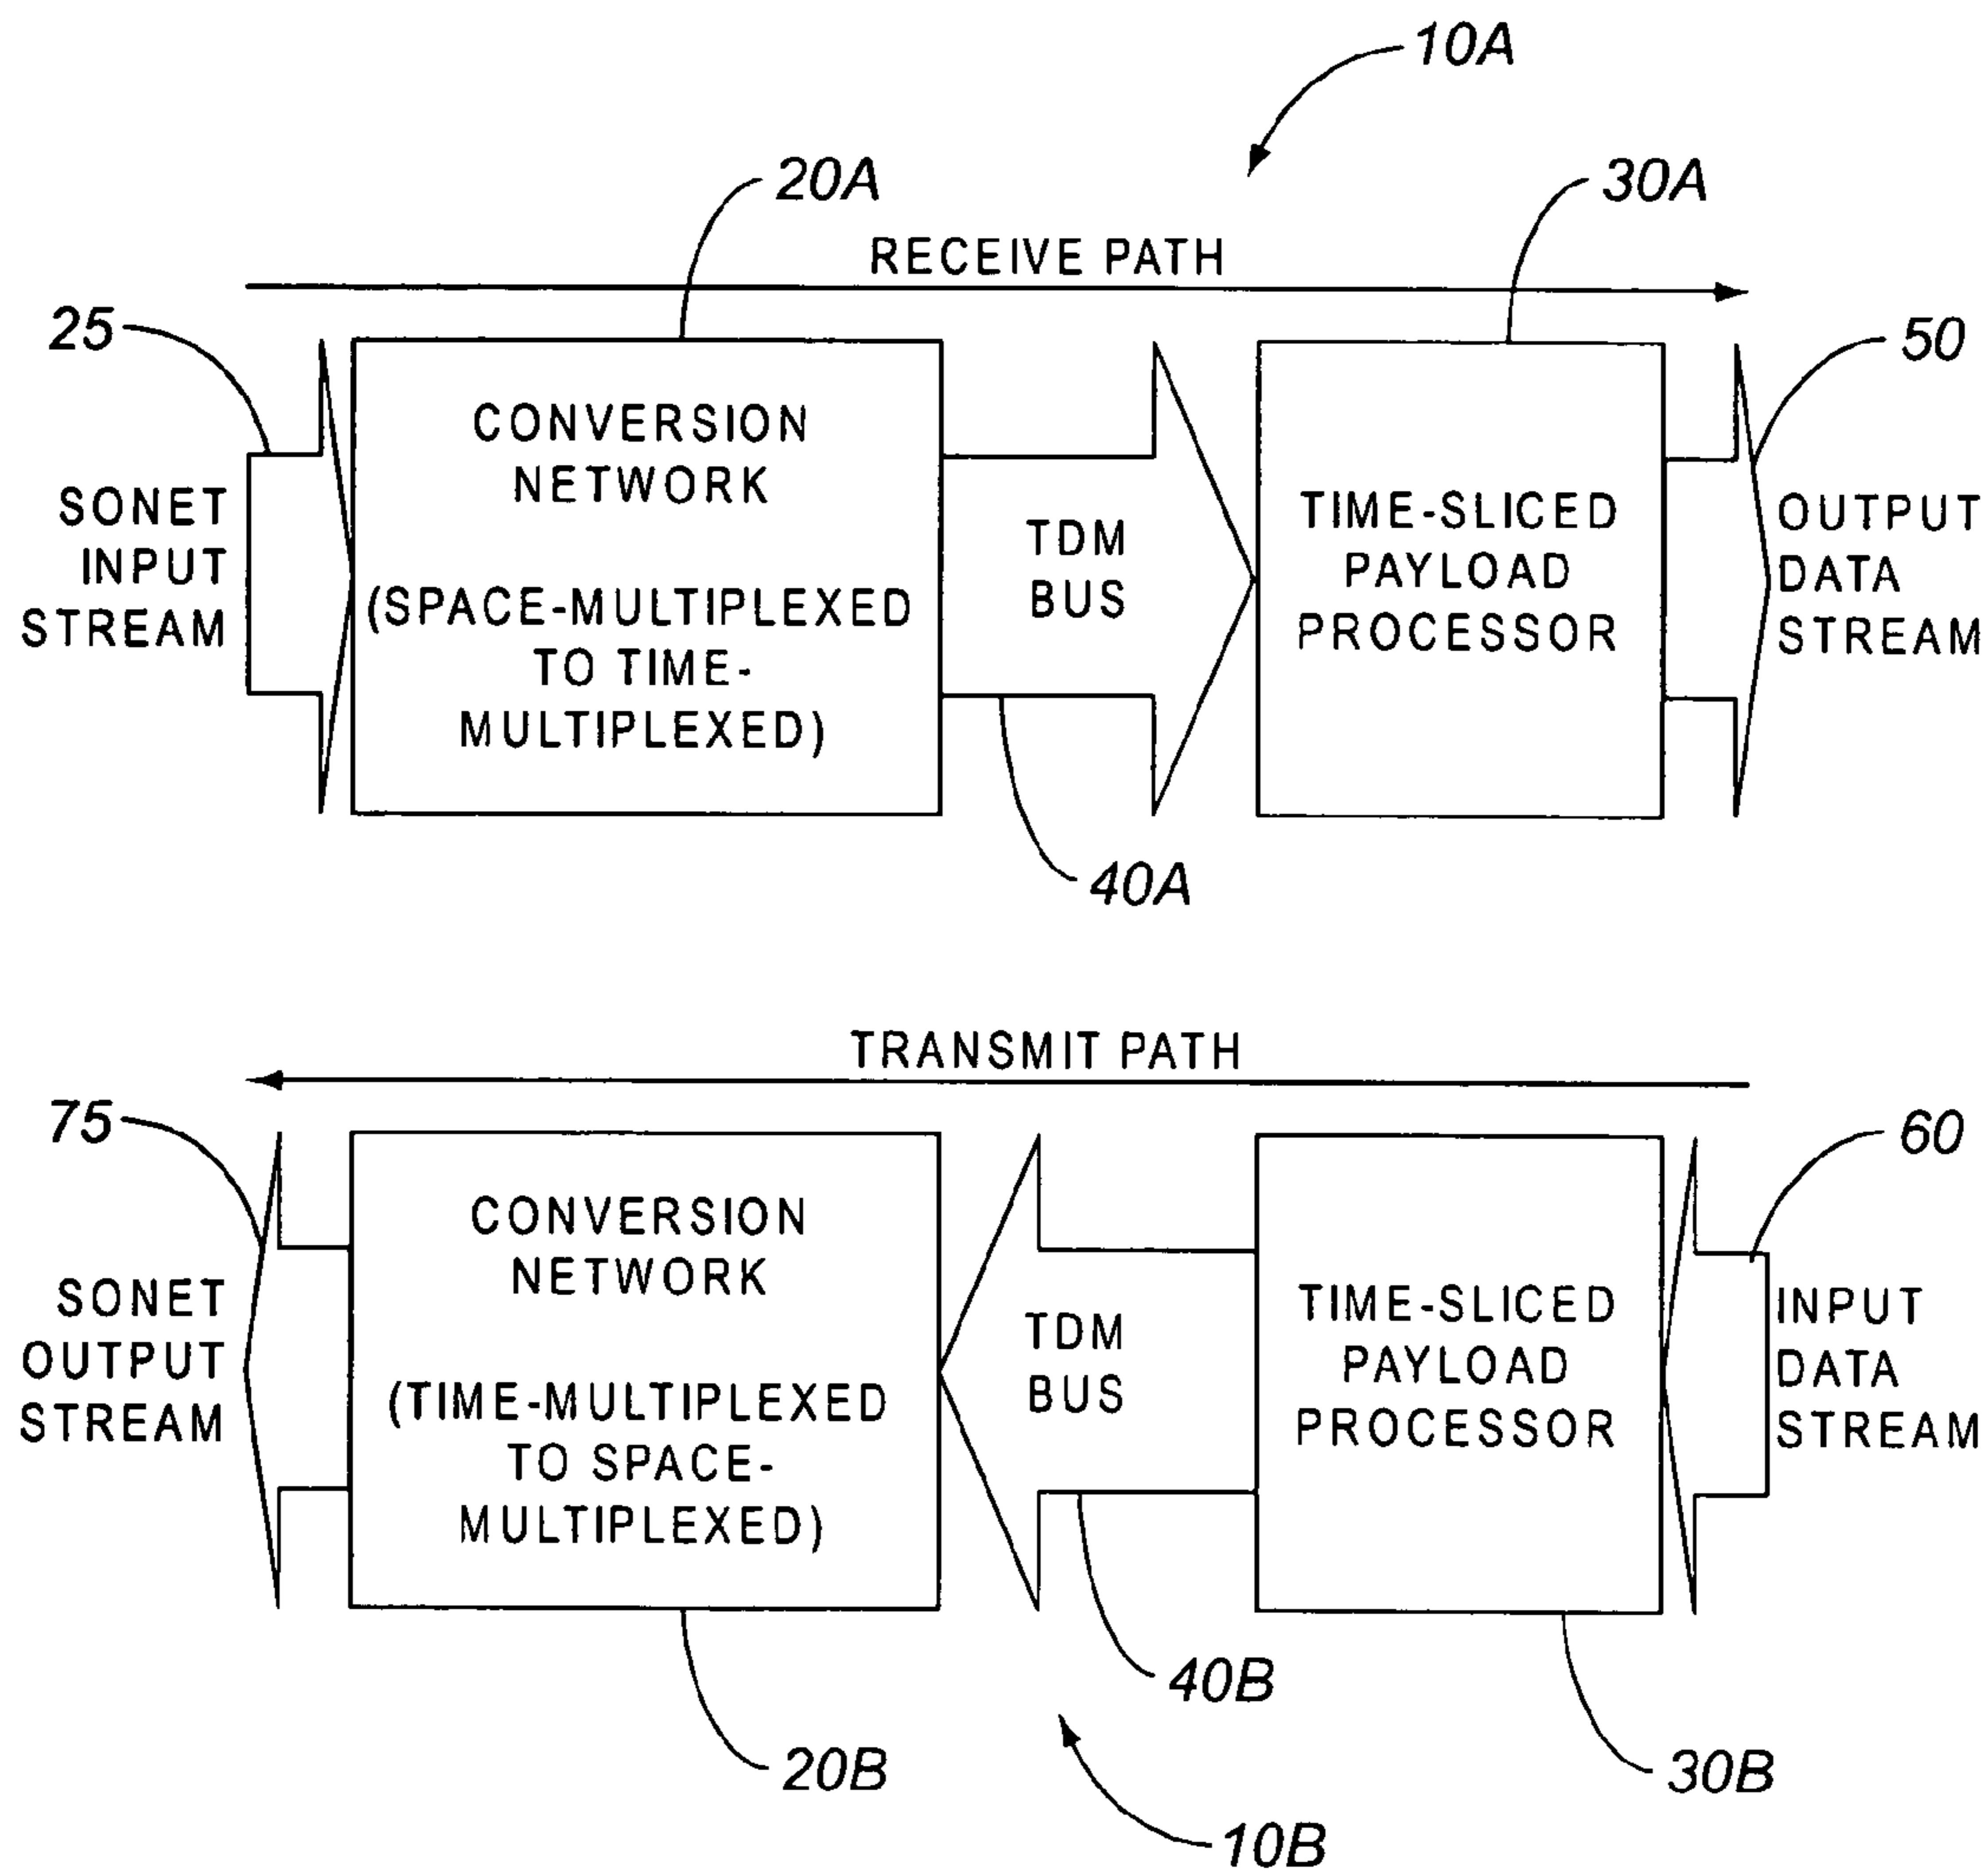 10A
20A
30A
RECEIVE PATH
25
50
SONET
INPUT
STREAM
CONVERSION
NETWORK
(SPACE-MULTIPLEXED
TO TIME-
MULTIPLEXED)
TDM
BUS
TIME-SLICED
PAYLOAD
PROCESSOR
OUTPUT
DATA
STREAM
40A
TRANSMIT PATH
75
60
SONET
OUTPUT
STREAM
CONVERSION
NETWORK
(TIME-MULTIPLEXED
TO SPACE-
MULTIPLEXED)
TDM
BUS
TIME-SLICED
PAYLOAD
PROCESSOR
INPUT
DATA
STREAM
40B
20B
30B
10B